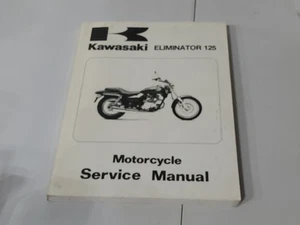 Kawasaki ELIMINATOR 125
Motorcycle
Service Manual